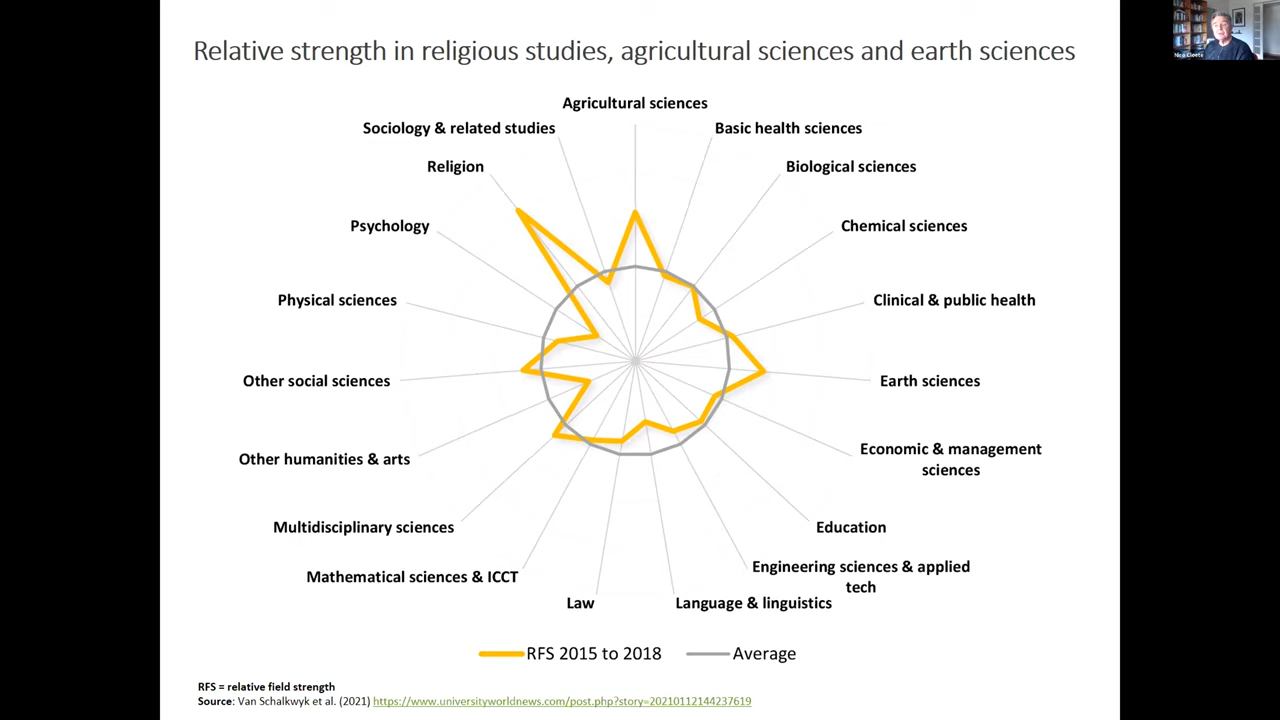 Relative strength in religious studies, agricultural sciences and earth sciences
Nico Cloete
Agricultural sciences
Sociology & related studies
Basic health sciences
Religion
Biological sciences
Psychology
Chemical sciences
Physical sciences
Clinical & public health
Other social sciences
Earth sciences
Other humanities & arts
Economic & management
sciences
Multidisciplinary sciences
Education
Mathematical sciences & ICCT
Engineering sciences & applied
tech
Law
Language & linguistics
RFS 2015 to 2018
Average
RFS = relative field strength
Source: Van Schalkwyk et al. (2021) https://www.universityworldnews.com/post.php?story=20210112144237619